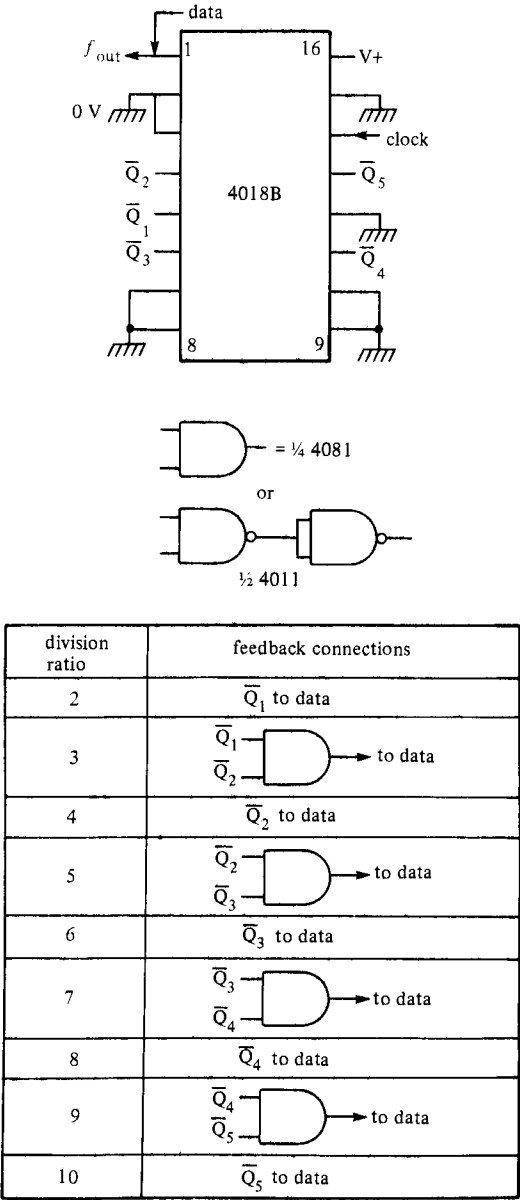 data
f out
1
16
V+
0 V
clock
Q̅2
Q̅5
4018B
Q̅1
Q̅3
Q̅4
8
9
= ¼ 4081
or
½ 4011
division ratio
feedback connections
2
Q̅1 to data
3
Q̅1
Q̅2
to data
4
Q̅2 to data
5
Q̅2
Q̅3
to data
6
Q̅3 to data
7
Q̅3
Q̅4
to data
8
Q̅4 to data
9
Q̅4
Q̅5
to data
10
Q̅5 to data